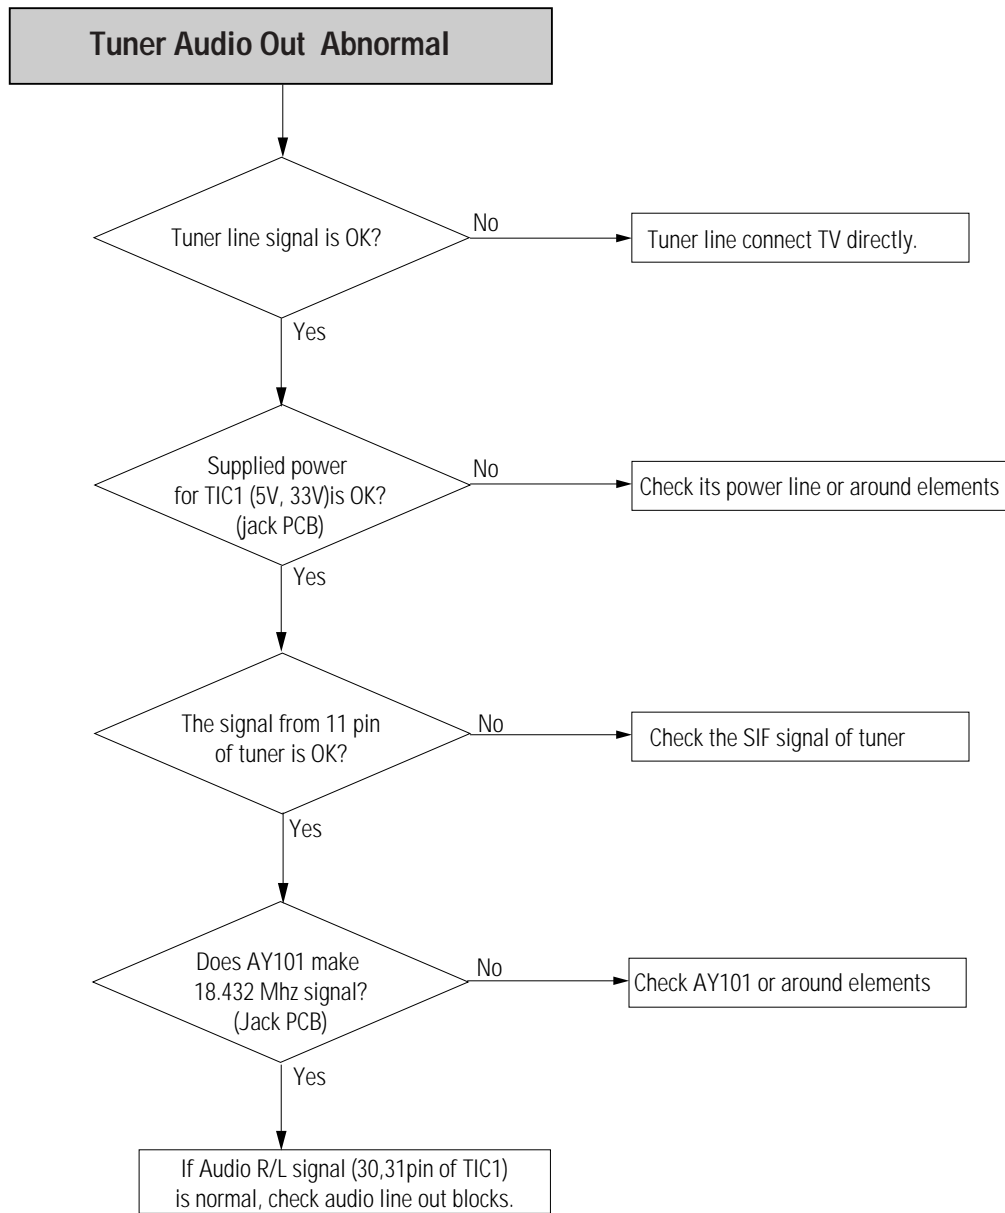 Tuner Audio Out Abnormal
Tuner line signal is OK?
No
Tuner line connect TV directly.
Yes
Supplied power
for TIC1 (5V, 33V)is OK?
(jack PCB)
No
Check its power line or around elements
Yes
The signal from 11 pin
of tuner is OK?
No
Check the SIF signal of tuner
Yes
Does AY101 make
18.432 Mhz signal?
(Jack PCB)
No
Check AY101 or around elements
Yes
If Audio R/L signal (30,31pin of TIC1)
is normal, check audio line out blocks.